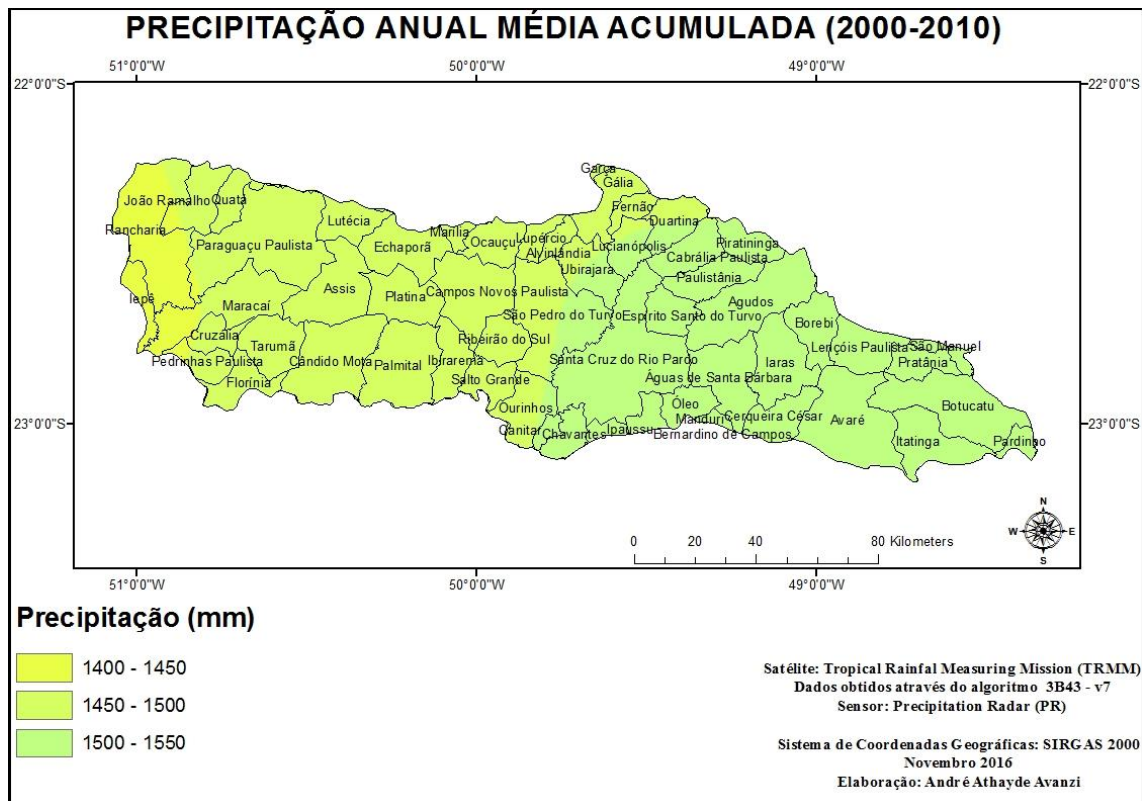 PRECIPITAÇÃO ANUAL MÉDIA ACUMULADA (2000-2010)
51°0'0"W 50°0'0"W 49°0'0"W
22°0'0"S 22°0'0"S
Garça
Gália
João Ramalho Quatá Fernão
Lutécia Duartina
Rancharia Marília Lupércio
Paraguaçu Paulista Echaporã Ocauçu Lucianópolis Piratininga
Alvinlândia Cabrália Paulista
Ubirajara
Paulistânia
Assis Platina Campos Novos Paulista
Iepê Maracaí Agudos
São Pedro do Turvo Espírito Santo do Turvo
Borebi
Cruzália Ribeirão do Sul
Tarumã Lençóis Paulista São Manuel
Pedrinhas Paulista Cândido Mota Palmital Ibirarema Santa Cruz do Rio Pardo Iaras Pratânia
Florínia Salto Grande Águas de Santa Bárbara
Ourinhos Óleo Botucatu
Manduri Cerqueira César Avaré
Canitar Chavantes Ipaussu Bernardino de Campos
Itatinga Pardinho
23°0'0"S 23°0'0"S
N
W E
S
0 20 40 60 80 Kilometers
51°0'0"W 50°0'0"W 49°0'0"W
Precipitação (mm)
1400 - 1450
1450 - 1500
1500 - 1550
Satélite: Tropical Rainfal Measuring Mission (TRMM)
Dados obtidos através do algoritmo 3B43 - v7
Sensor: Precipitation Radar (PR)
Sistema de Coordenadas Geográficas: SIRGAS 2000
Novembro 2016
Elaboração: André Athayde Avanzi